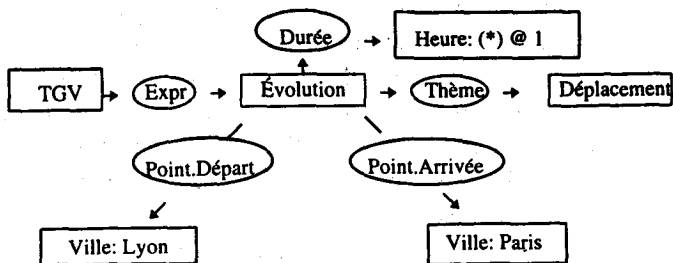 Durée
Heure: (*) @ 1
TGV
Expr
Évolution
Thème
Déplacement
Point.Départ
Point.Arrivée
Ville: Lyon
Ville: Paris